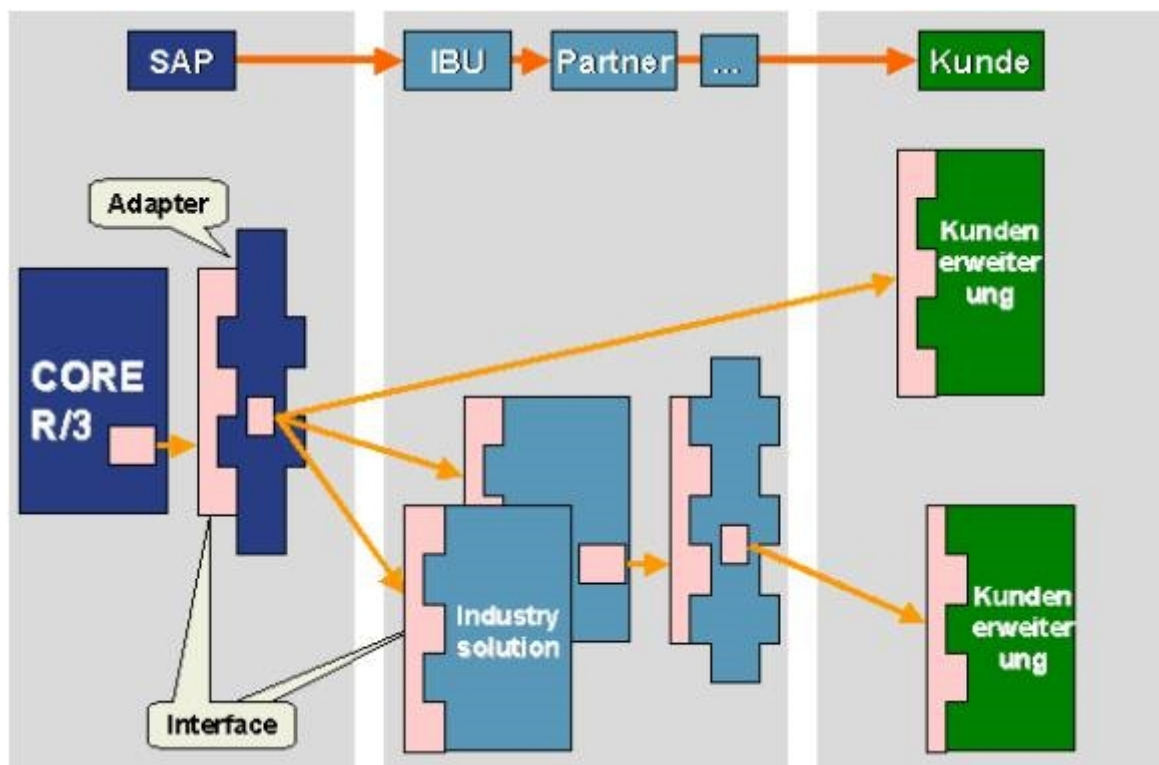 SAP
IBU
Partner
...
Kunde
Adapter
Kunden
erweiter
ung
CORE
R/3
Industry
solution
Kunden
erweiter
ung
Interface